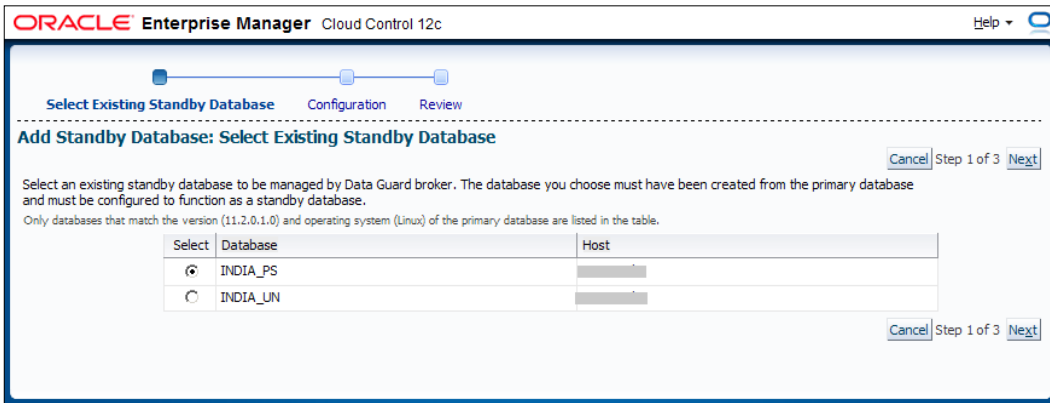 ORACLE Enterprise Manager Cloud Control 12c Help
Select Existing Standby Database Configuration Review
Add Standby Database: Select Existing Standby Database
Cancel Step 1 of 3 Next
Select an existing standby database to be managed by Data Guard broker. The database you choose must have been created from the primary database
and must be configured to function as a standby database.
Only databases that match the version (11.2.0.1.0) and operating system (Linux) of the primary database are listed in the table.
Select Database Host
INDIA_PS
INDIA_UN
Cancel Step 1 of 3 Next